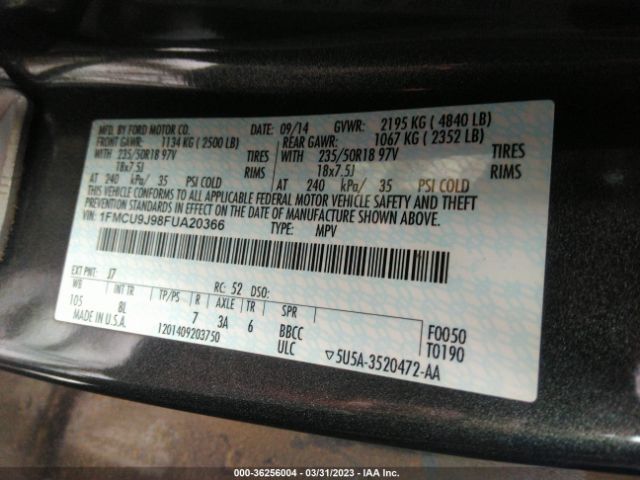 MFD. BY FORD MOTOR CO. DATE: 09/14 GVWR: 2195 KG ( 4840 LB)
FRONT GAWR: 1134 KG ( 2500 LB) REAR GAWR: 1067 KG ( 2352 LB)
WITH 235/50R18 97V TIRES WITH 235/50R18 97V TIRES
18x7.5J RIMS 18x7.5J RIMS
AT 240 kPa/ 35 PSI COLD AT 240 kPa/ 35 PSI COLD
THIS VEHICLE CONFORMS TO ALL APPLICABLE FEDERAL MOTOR VEHICLE SAFETY AND THEFT
PREVENTION STANDARDS IN EFFECT ON THE DATE OF MANUFACTURE SHOWN ABOVE.
VIN: 1FMCU9J98FUA20366 TYPE: MPV
EXT PNT: J7 RC: 52 DSO:
WB INT TR TP/PS R AXLE TR SPR
105 8L 7 3A 6 BBCC F0050
MADE IN U.S.A. 1201409203750 ULC T0190
▽5U5A-3520472-AA
000-36256004 - 03/31/2023 - IAA Inc.